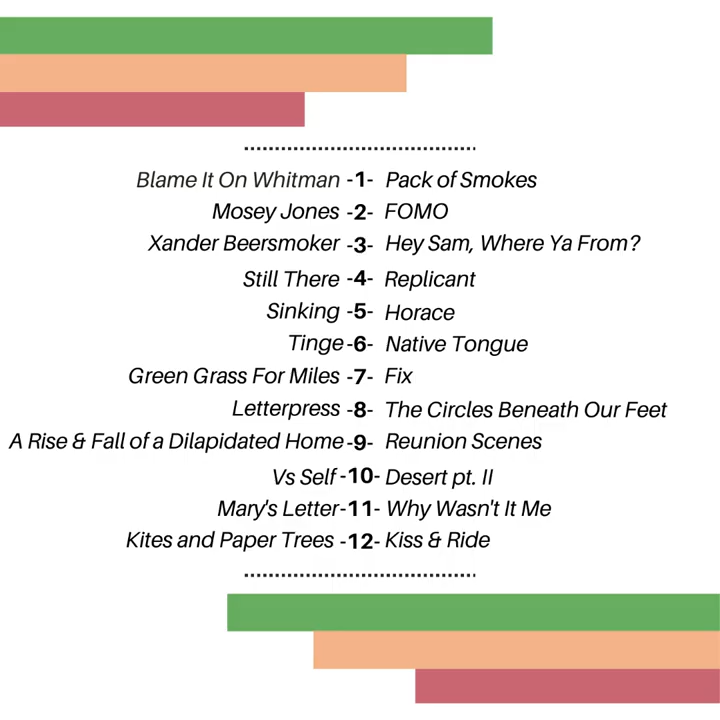 Blame It On Whitman -1- Pack of Smokes
Mosey Jones -2- FOMO
Xander Beersmoker -3- Hey Sam, Where Ya From?
Still There -4- Replicant
Sinking -5- Horace
Tinge -6- Native Tongue
Green Grass For Miles -7- Fix
Letterpress -8- The Circles Beneath Our Feet
A Rise & Fall of a Dilapidated Home -9- Reunion Scenes
Vs Self -10- Desert pt. II
Mary's Letter -11- Why Wasn't It Me
Kites and Paper Trees -12- Kiss & Ride